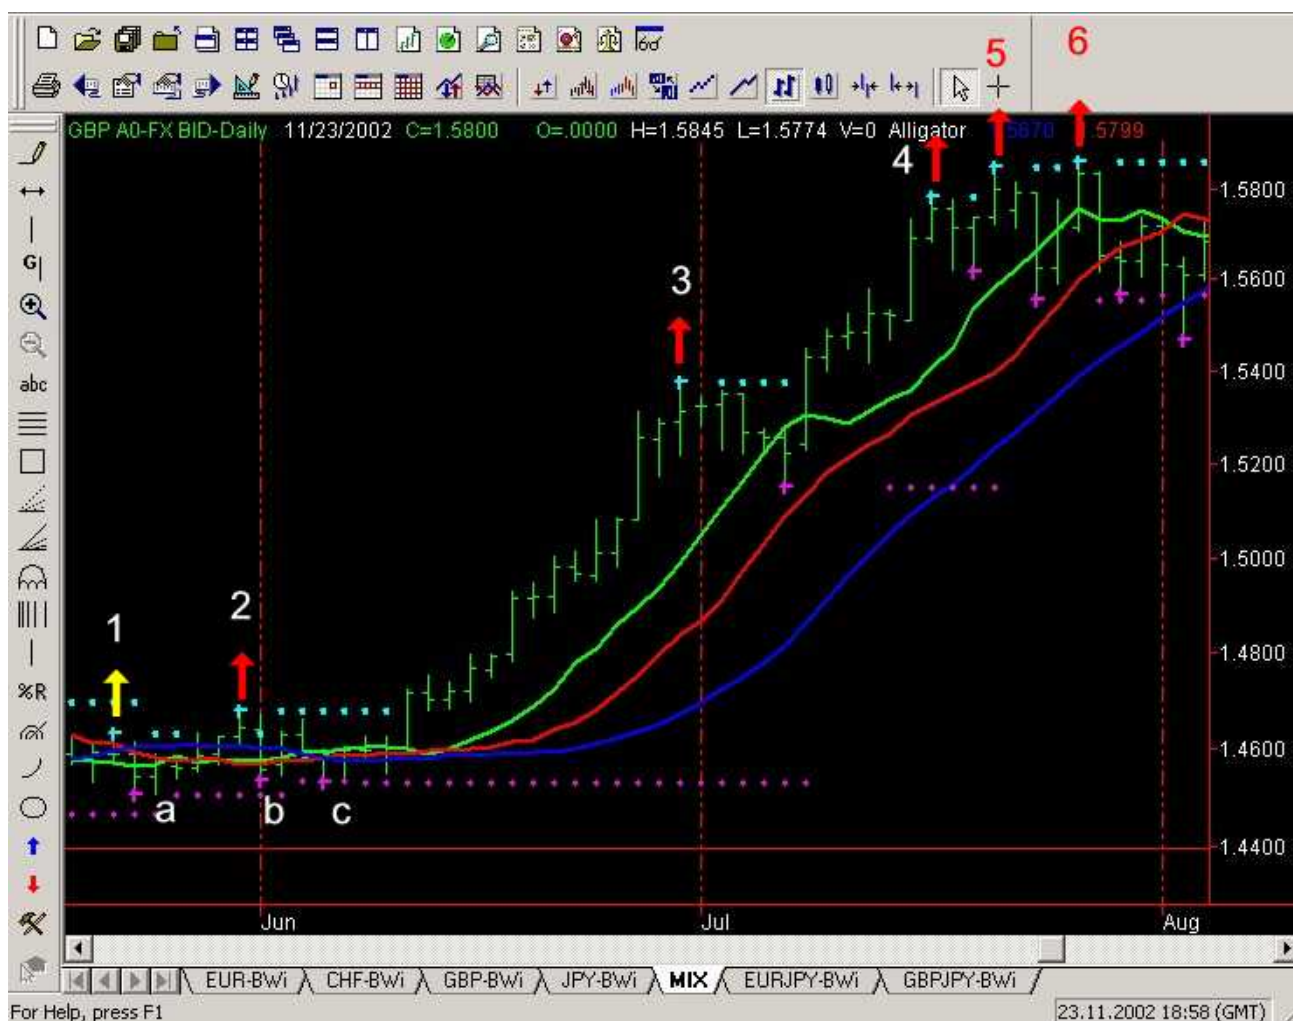 5 6
GBP A0-FX BID-Daily 11/23/2002 C=1.5800 O=.0000 H=1.5845 L=1.5774 V=0 Alligator .5799
4
1.5800
G
1.5600
3
1.5400
abc
1.5200
1.5000
2
1
1.4800
%R
1.4600
a b c
1.4400
Jun Jul Aug
EUR-BWi CHF-BWi GBP-BWi JPY-BWi MIX EURJPY-BWi GBPJPY-BWi
For Help, press F1 23.11.2002 18:58 (GMT)